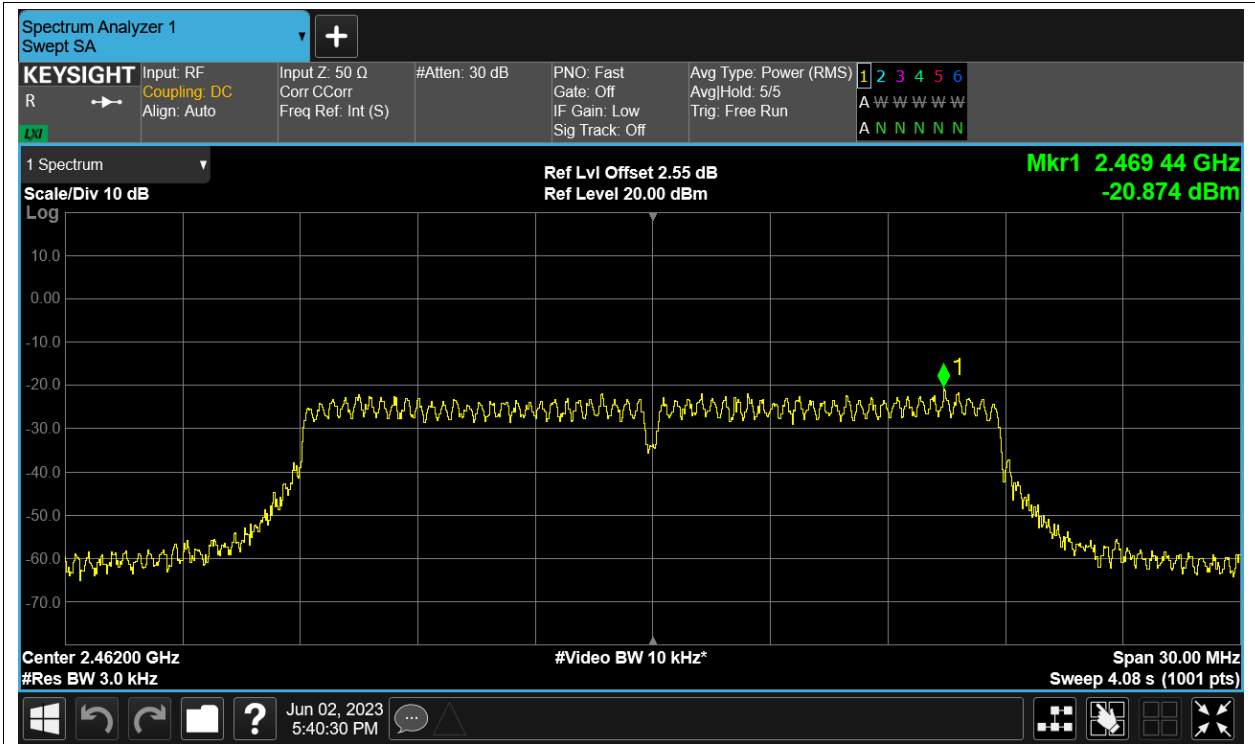 Spectrum Analyzer 1
Swept SA
KEYSIGHT
R
LXI
Input: RF
Coupling: DC
Align: Auto
Input Z: 50 Ω
Corr CCorr
Freq Ref: Int (S)
#Atten: 30 dB
PNO: Fast
Gate: Off
IF Gain: Low
Sig Track: Off
Avg Type: Power (RMS)
Avg|Hold: 5/5
Trig: Free Run
1 2 3 4 5 6
A W W W W W
A N N N N N
1 Spectrum
Scale/Div 10 dB
Ref Lvl Offset 2.55 dB
Ref Level 20.00 dBm
Mkr1 2.469 44 GHz
-20.874 dBm
Log
10.0
0.00
-10.0
-20.0
-30.0
-40.0
-50.0
-60.0
-70.0
1
Center 2.46200 GHz
#Res BW 3.0 kHz
#Video BW 10 kHz*
Span 30.00 MHz
Sweep 4.08 s (1001 pts)
?
Jun 02, 2023
5:40:30 PM